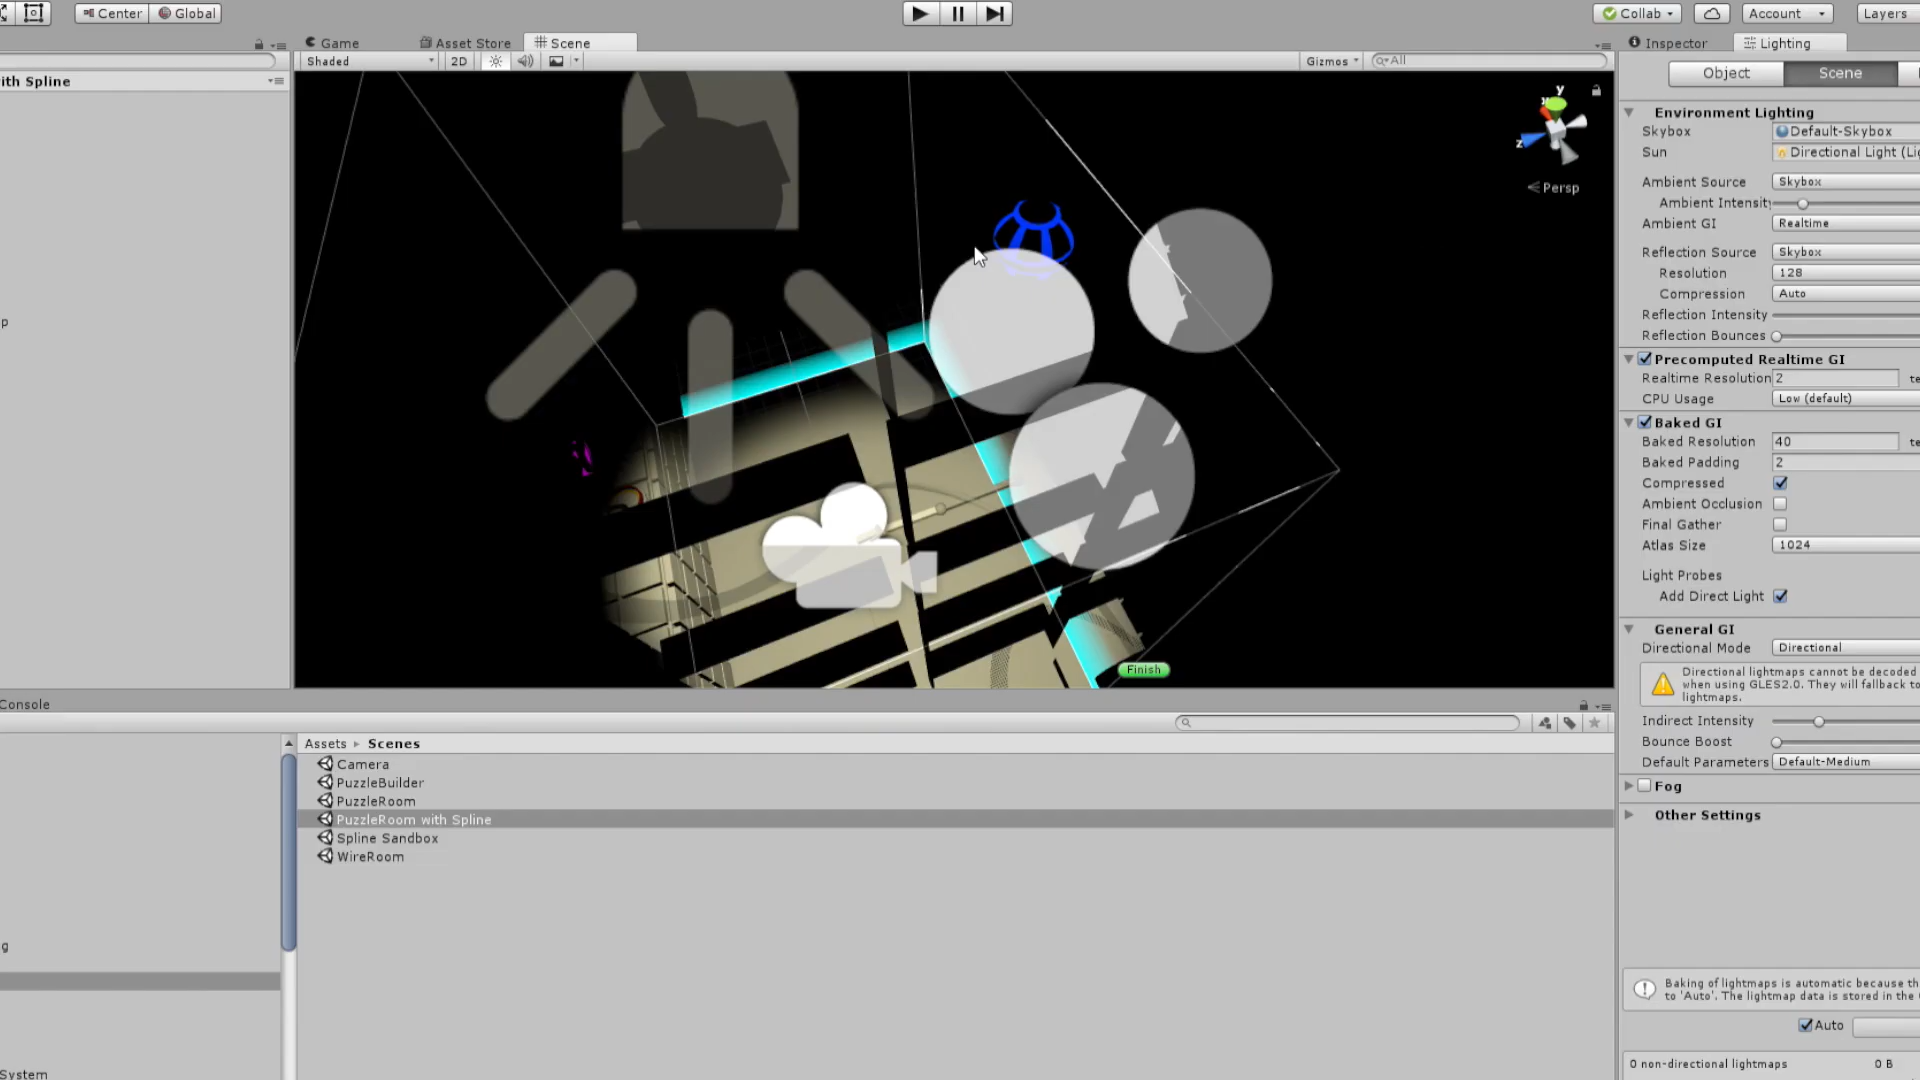 Center Global Collab Account Layers
Game Asset Store Scene Inspector Lighting
Shaded 2D Gizmos All
Object Scene
ith Spline
y
x
z
Persp
Environment Lighting
Skybox Default-Skybox
Sun Directional Light (Li
Ambient Source Skybox
Ambient Intensity
Ambient GI Realtime
Reflection Source Skybox
Resolution 128
Compression Auto
Reflection Intensity
Reflection Bounces
p
Precomputed Realtime GI
Realtime Resolution 2 te
CPU Usage Low (default)
Baked GI
Baked Resolution 40 te
Baked Padding 2
Compressed
Ambient Occlusion
Final Gather
Atlas Size 1024
Light Probes
Add Direct Light
General GI
Directional Mode Directional
Directional lightmaps cannot be decoded
when using GLES2.0. They will fallback to
lightmaps.
Finish
Indirect Intensity
Bounce Boost
Default Parameters Default-Medium
Fog
Other Settings
Console
Assets Scenes
Camera
PuzzleBuilder
PuzzleRoom
PuzzleRoom with Spline
Spline Sandbox
WireRoom
g
System
Baking of lightmaps is automatic because th
to 'Auto'. The lightmap data is stored in the
Auto
0 non-directional lightmaps 0 B